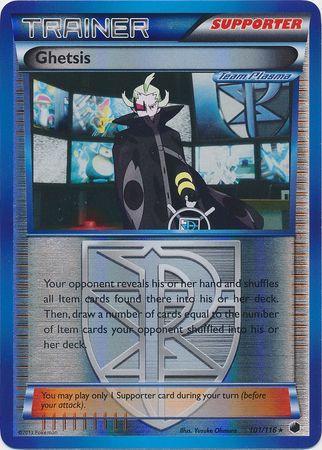 TRAINER
SUPPORTER
Ghetsis
Team Plasma
Your opponent reveals his or her hand and shuffles
all Item cards found there into his or her deck.
Then, draw a number of cards equal to the number
of Item cards your opponent shuffled into his or
her deck.
You may play only 1 Supporter card during your turn (before
your attack).
©2013 Pokémon
Illus. Yusuke Ohmura
101/116 ★